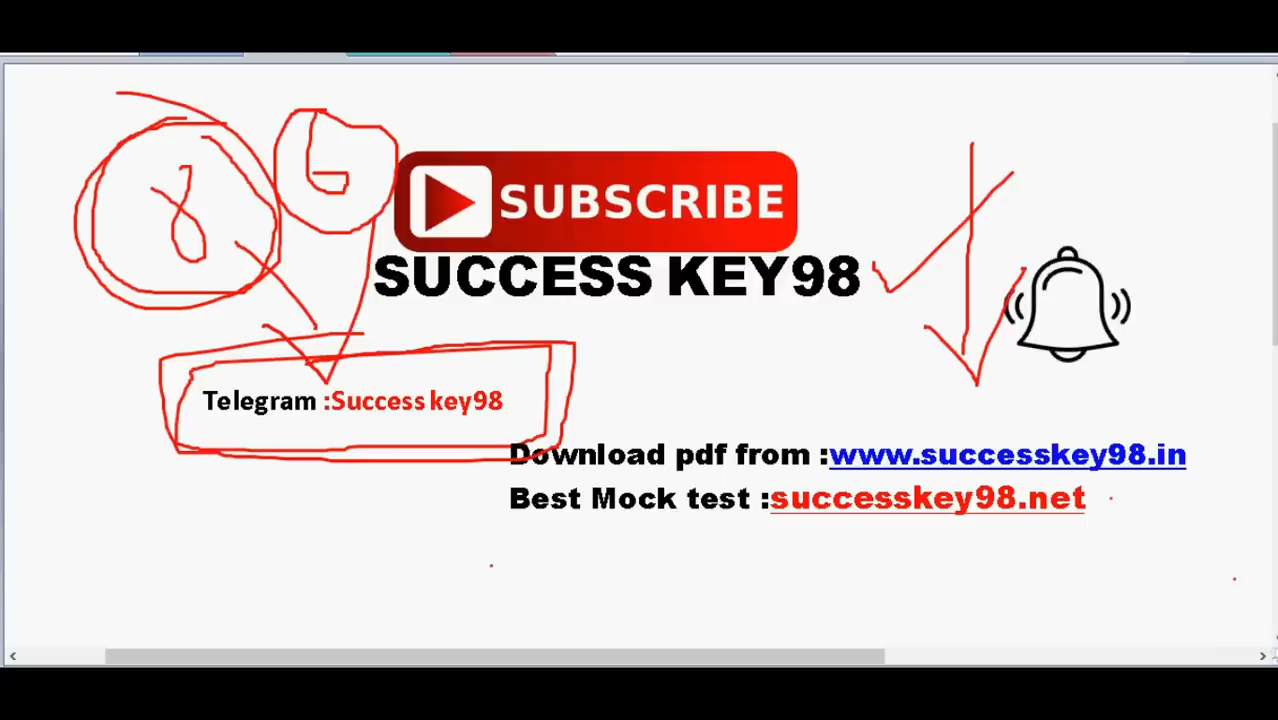 SUBSCRIBE
SUCCESS KEY98
Telegram :Success key98
Download pdf from :www.successkey98.in
Best Mock test :successkey98.net